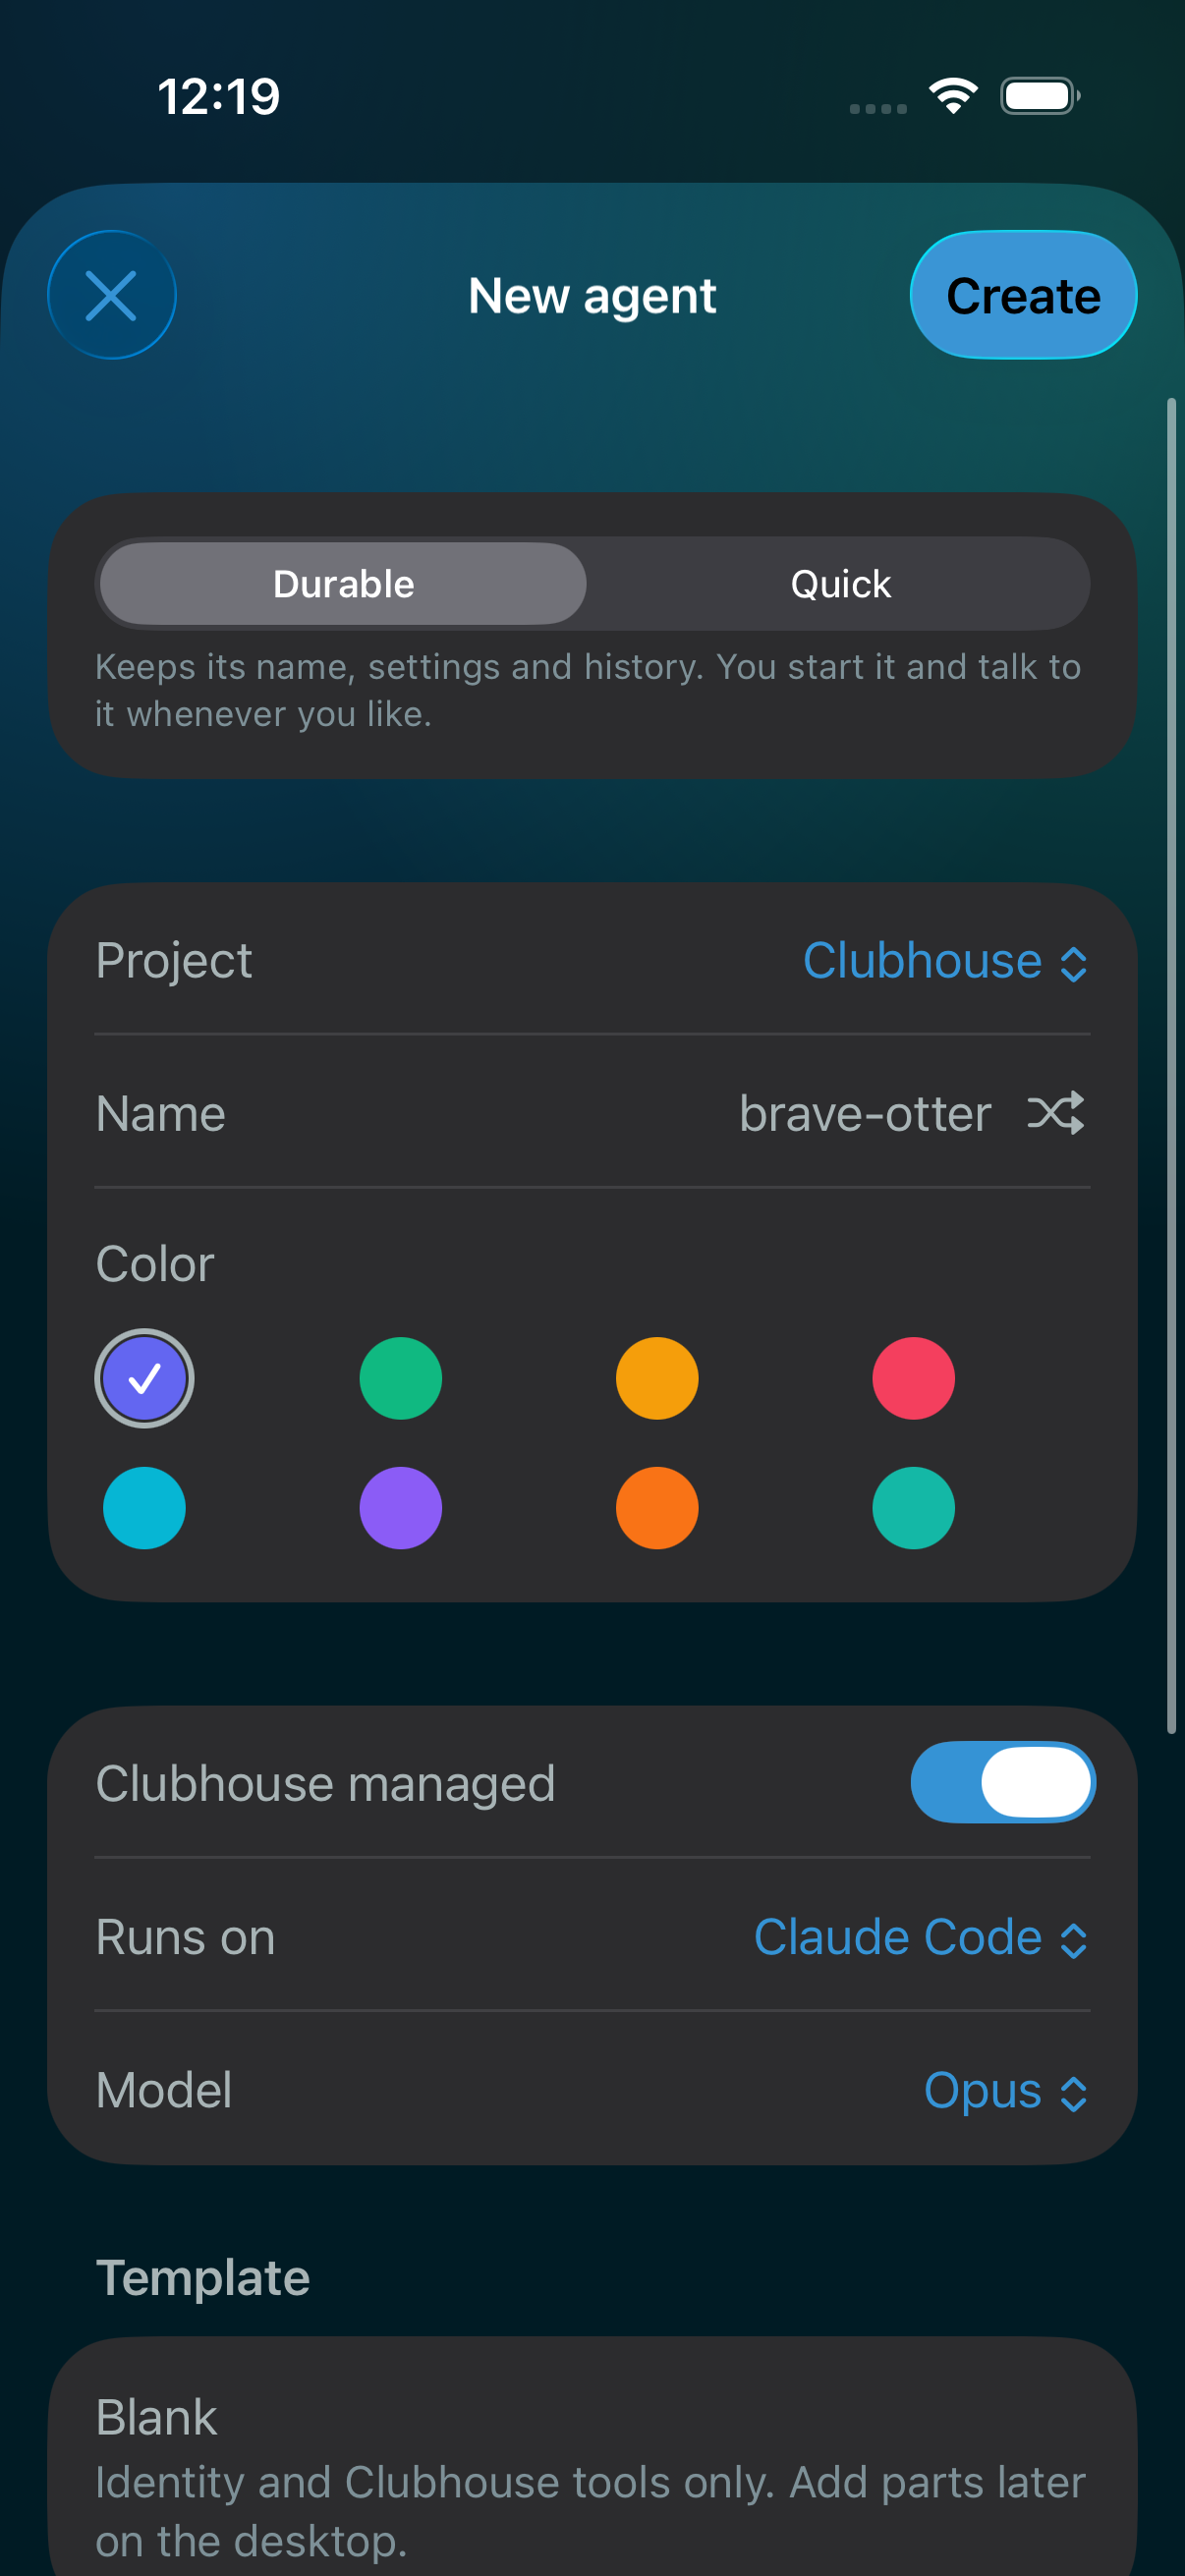 12:19
New agent
Create
Durable
Quick
Keeps its name, settings and history. You start it and talk to
it whenever you like.
Project
Clubhouse
Name
brave-otter
Color
Clubhouse managed
Runs on
Claude Code
Model
Opus
Template
Blank
Identity and Clubhouse tools only. Add parts later
on the desktop.